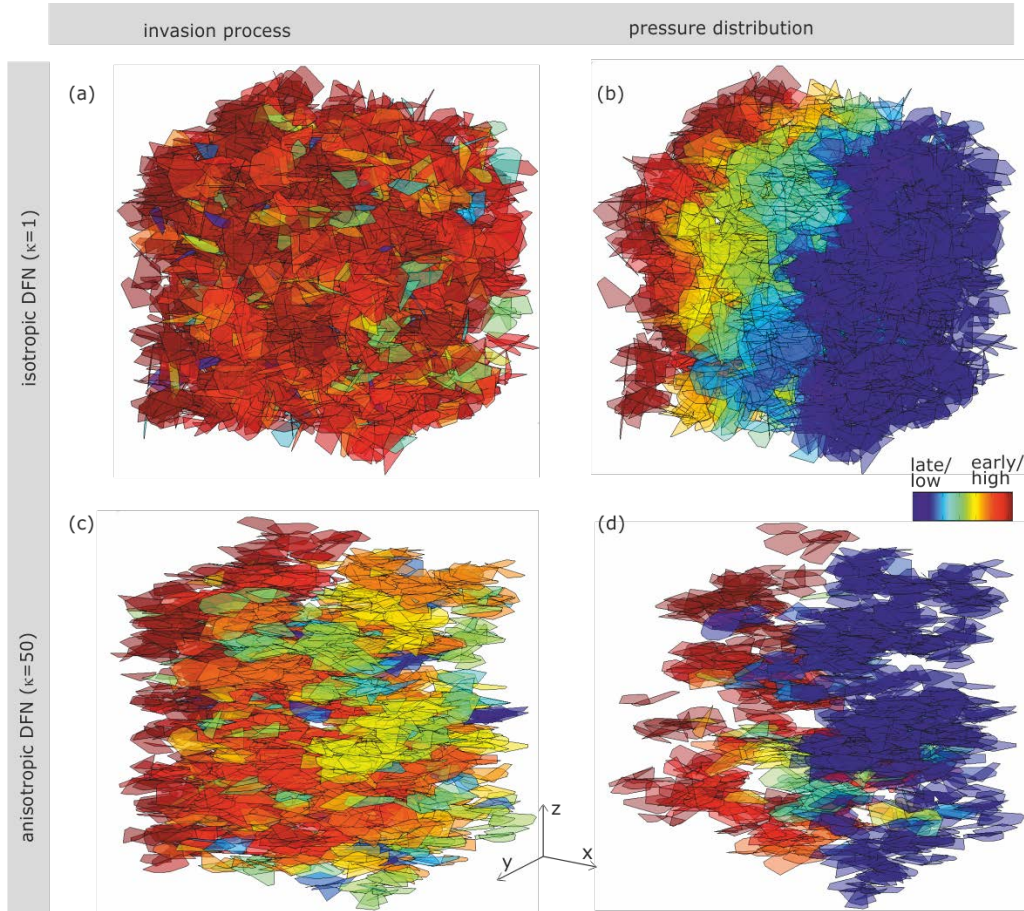 invasion process
pressure distribution
(a)
(b)
isotropic DFN (κ=1)
late/ early/
low high
(c)
(d)
anisotropic DFN (κ=50)
z
y
x